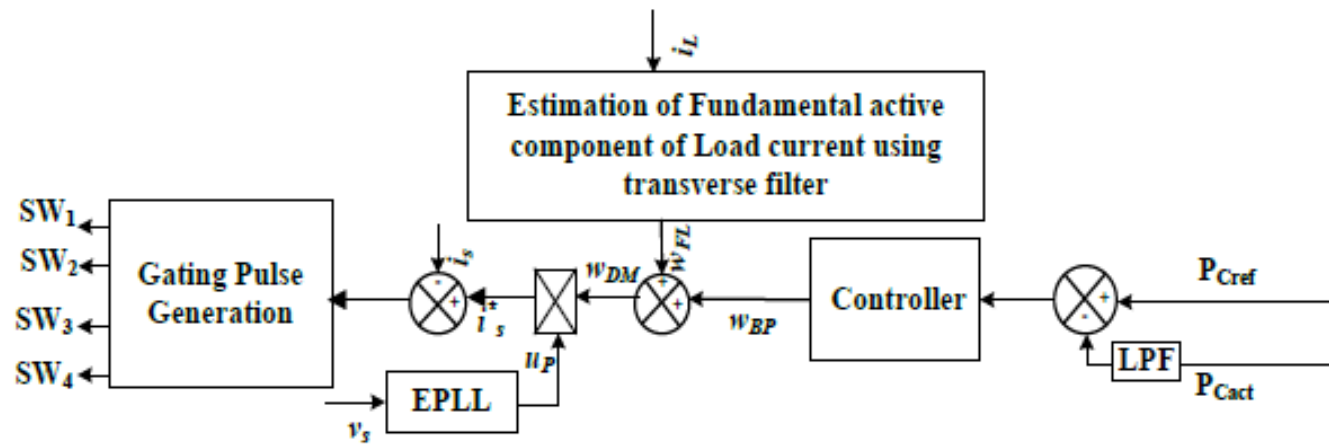 i_L
Estimation of Fundamental active
component of Load current using
transverse filter
SW_1
SW_2
SW_3
SW_4
Gating Pulse
Generation
-
i_s
+
i*_s
w_DM
w_FL
+
+
w_BP
Controller
+
-
P_Cref
LPF
P_Cact
u_P
EPLL
v_s